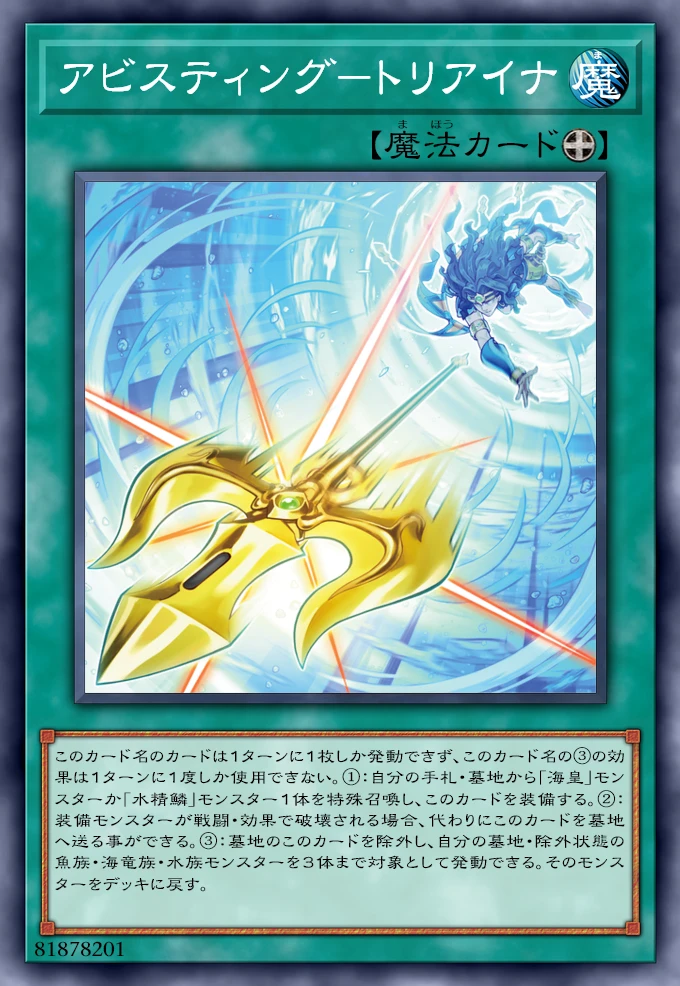 アビスティング－トリアイナ
魔
ま
ま ほう
【魔法カード】
このカード名のカードは１ターンに１枚しか発動できず、このカード名の③の効
果は１ターンに１度しか使用できない。①：自分の手札・墓地から「海皇」モン
スターか「水精鱗」モンスター１体を特殊召喚し、このカードを装備する。②：
装備モンスターが戦闘・効果で破壊される場合、代わりにこのカードを墓地
へ送る事ができる。③：墓地のこのカードを除外し、自分の墓地・除外状態の
魚族・海竜族・水族モンスターを３体まで対象として発動できる。そのモンス
ターをデッキに戻す。
81878201